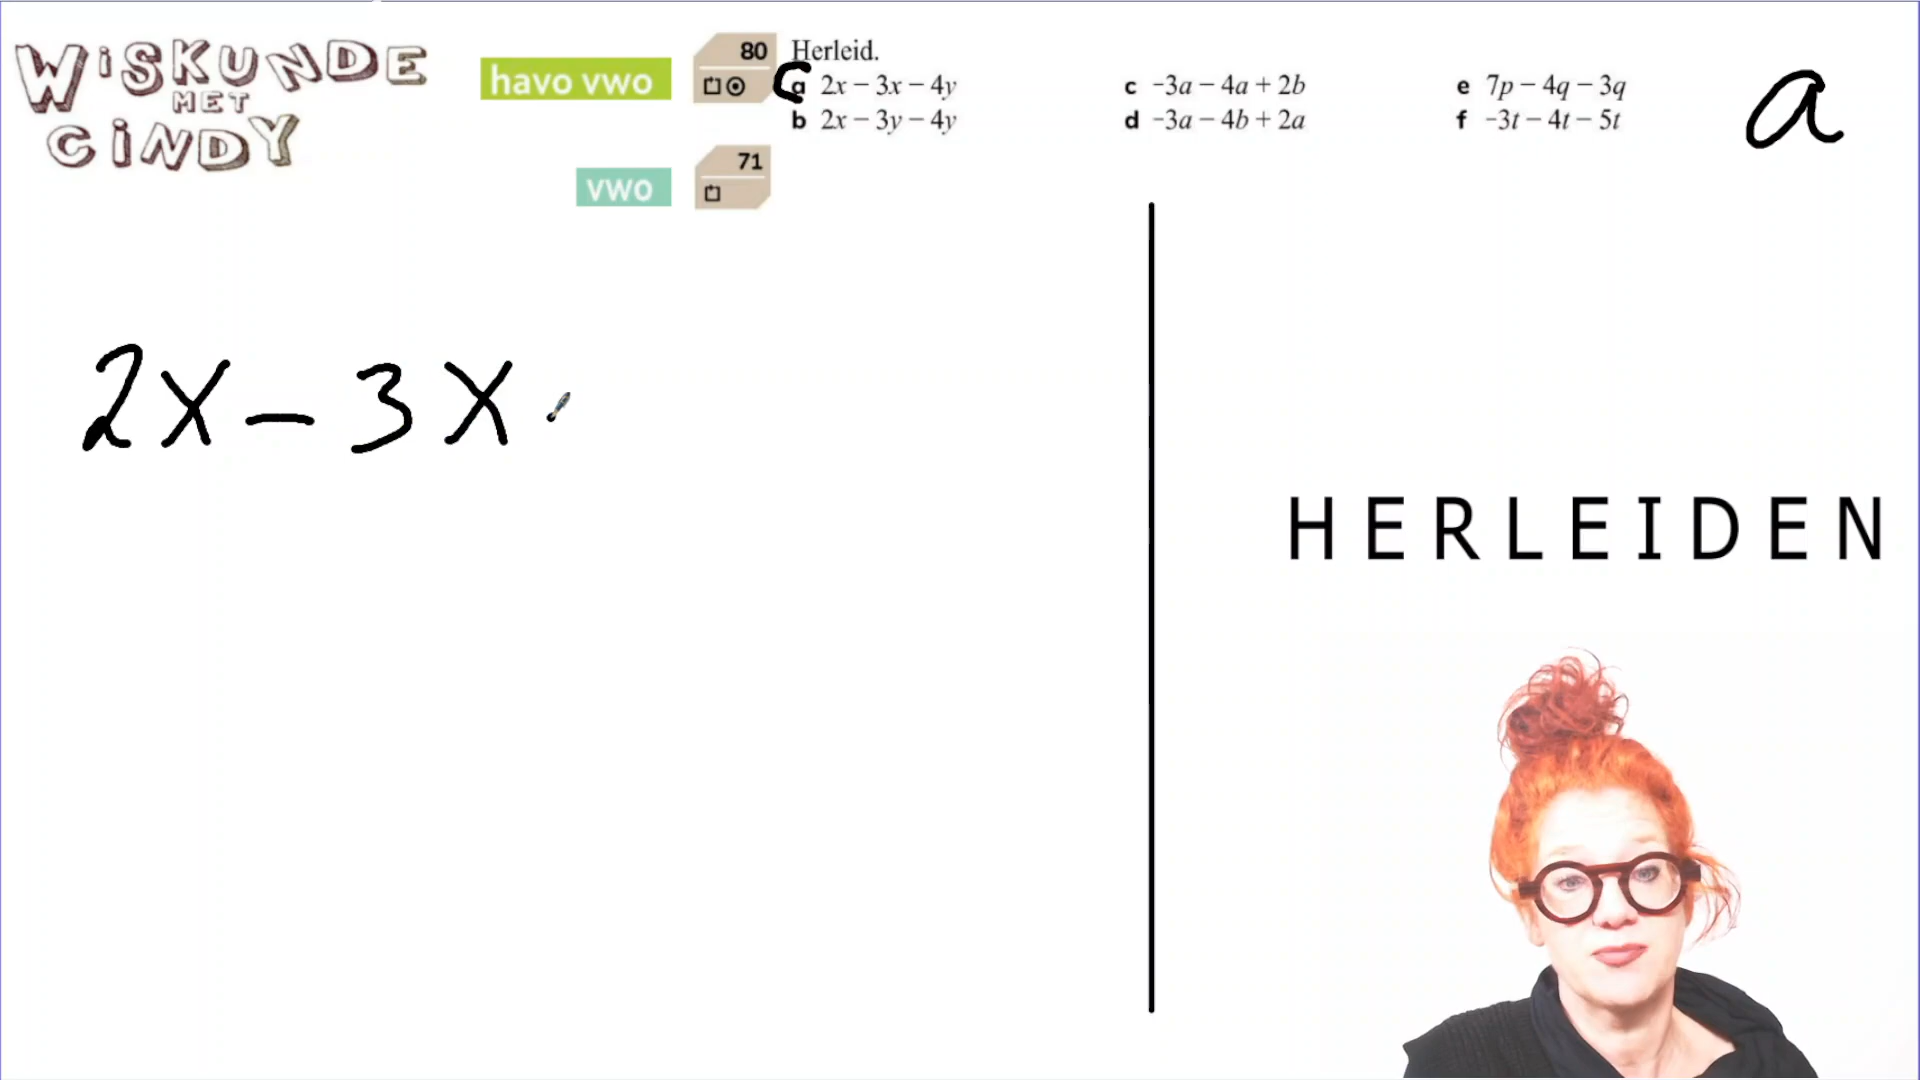 WiSKUNDE
MET
CiNDY
havo vwo
80
Herleid.
a 2x – 3x – 4y
b 2x – 3y – 4y
c -3a – 4a + 2b
d -3a – 4b + 2a
e 7p – 4q – 3q
f -3t – 4t – 5t
a
vwo
71
2x – 3x
HERLEIDEN